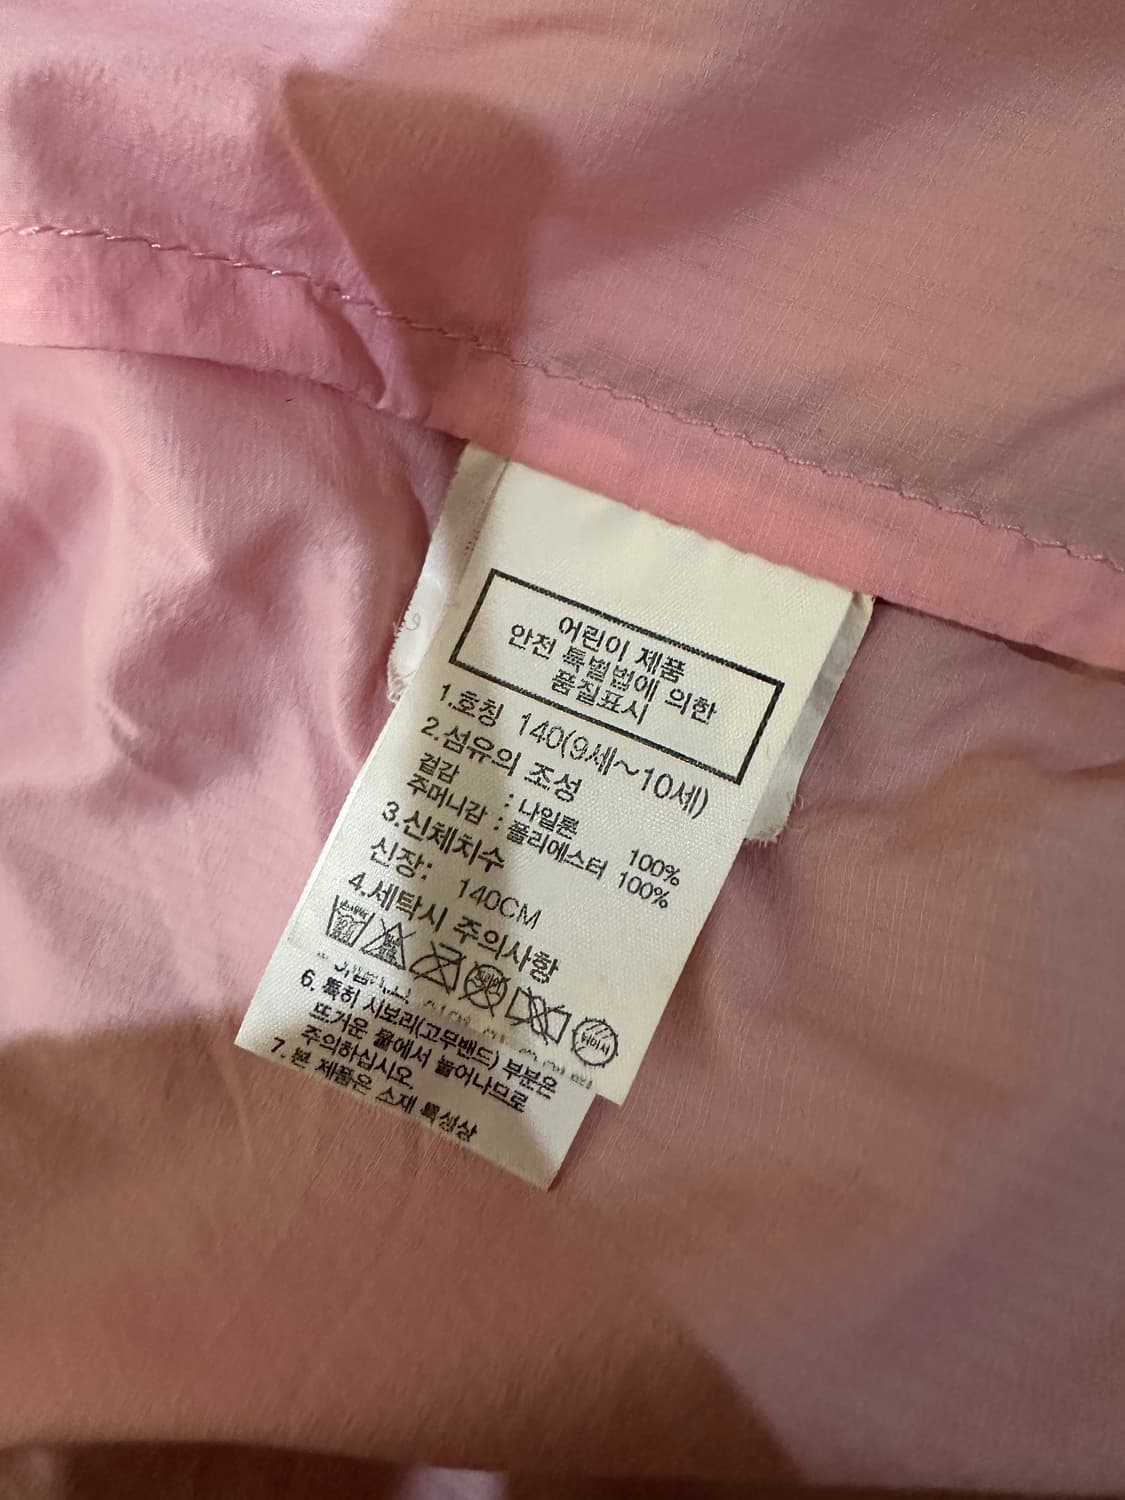 어린이 제품
안전 특별법에 의한
품질표시
1.호칭 140(9세~10세)
2.섬유의 조성
겉감 : 나일론 100%
주머니감 : 폴리에스터 100%
3.신체치수
신장: 140CM
4.세탁시 주의사항
6. 특히 시보리(고무밴드) 부분은
뜨거운 물에서 늘어나므로
주의하십시오.
7. 본 제품은 소재 특성상